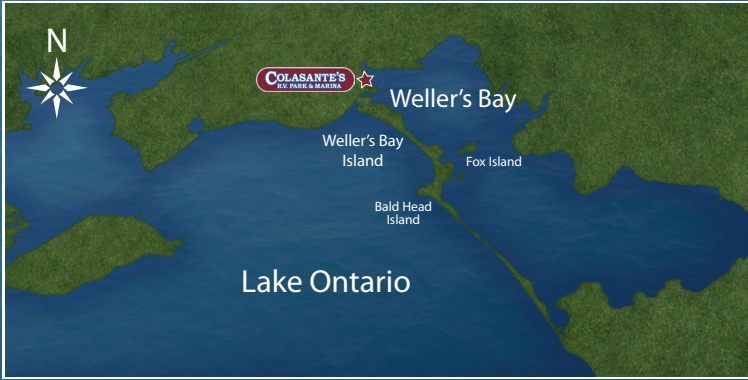 N
COLASANTE'S
R.V. PARK & MARINA
Weller's Bay
Weller's Bay
Island
Fox Island
Bald Head
Island
Lake Ontario